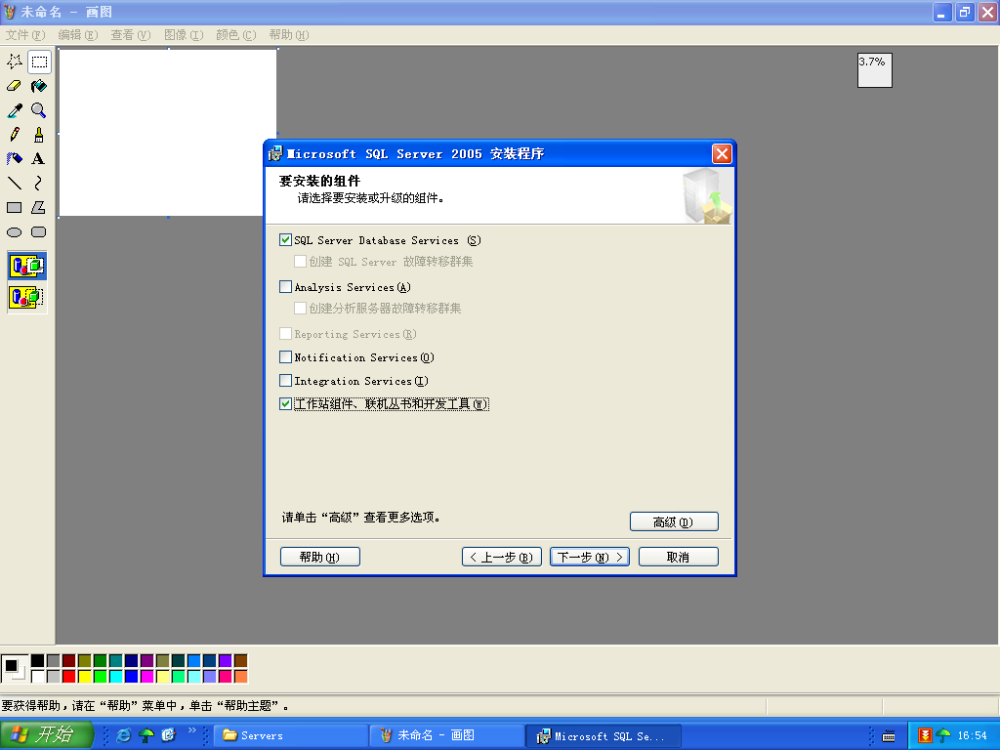 未命名 - 画图
文件(F) 编辑(E) 查看(V) 图像(I) 颜色(C) 帮助(H)
3.7%
Microsoft SQL Server 2005 安装程序
要安装的组件
请选择要安装或升级的组件。
SQL Server Database Services (S)
创建 SQL Server 故障转移群集
Analysis Services(A)
创建分析服务器故障转移群集
Reporting Services(R)
Notification Services(O)
Integration Services(I)
工作站组件、联机丛书和开发工具(W)
请单击“高级”查看更多选项。
高级(D)
帮助(H) < 上一步(B) 下一步(N) > 取消
要获得帮助，请在“帮助”菜单中，单击“帮助主题”。
开始 Servers 未命名 - 画图 Microsoft SQL Se... 16:54